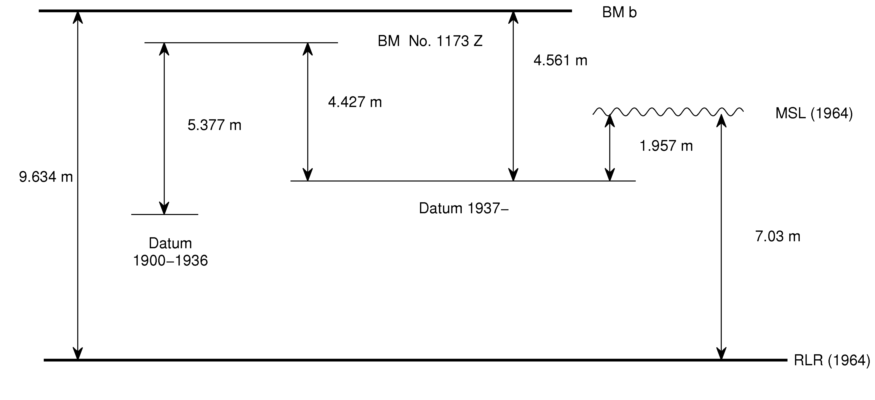 BM b
BM No. 1173 Z
4.561 m
4.427 m
MSL (1964)
5.377 m
1.957 m
9.634 m
Datum 1937–
7.03 m
Datum
1900–1936
RLR (1964)